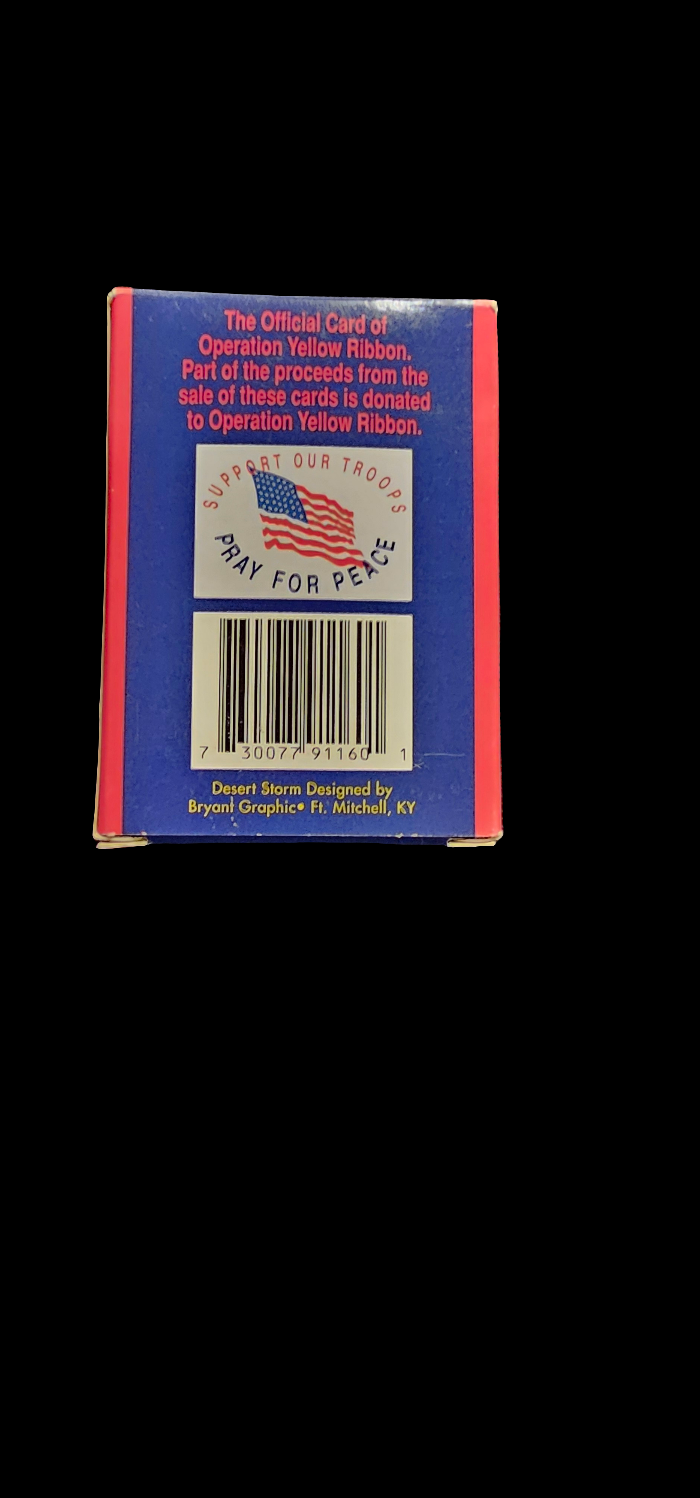 The Official Card of
Operation Yellow Ribbon.
Part of the proceeds from the
sale of these cards is donated
to Operation Yellow Ribbon.
SUPPORT OUR TROOPS
PRAY FOR PEACE
7 30077 91160 1
Desert Storm Designed by
Bryant Graphic• Ft. Mitchell, KY